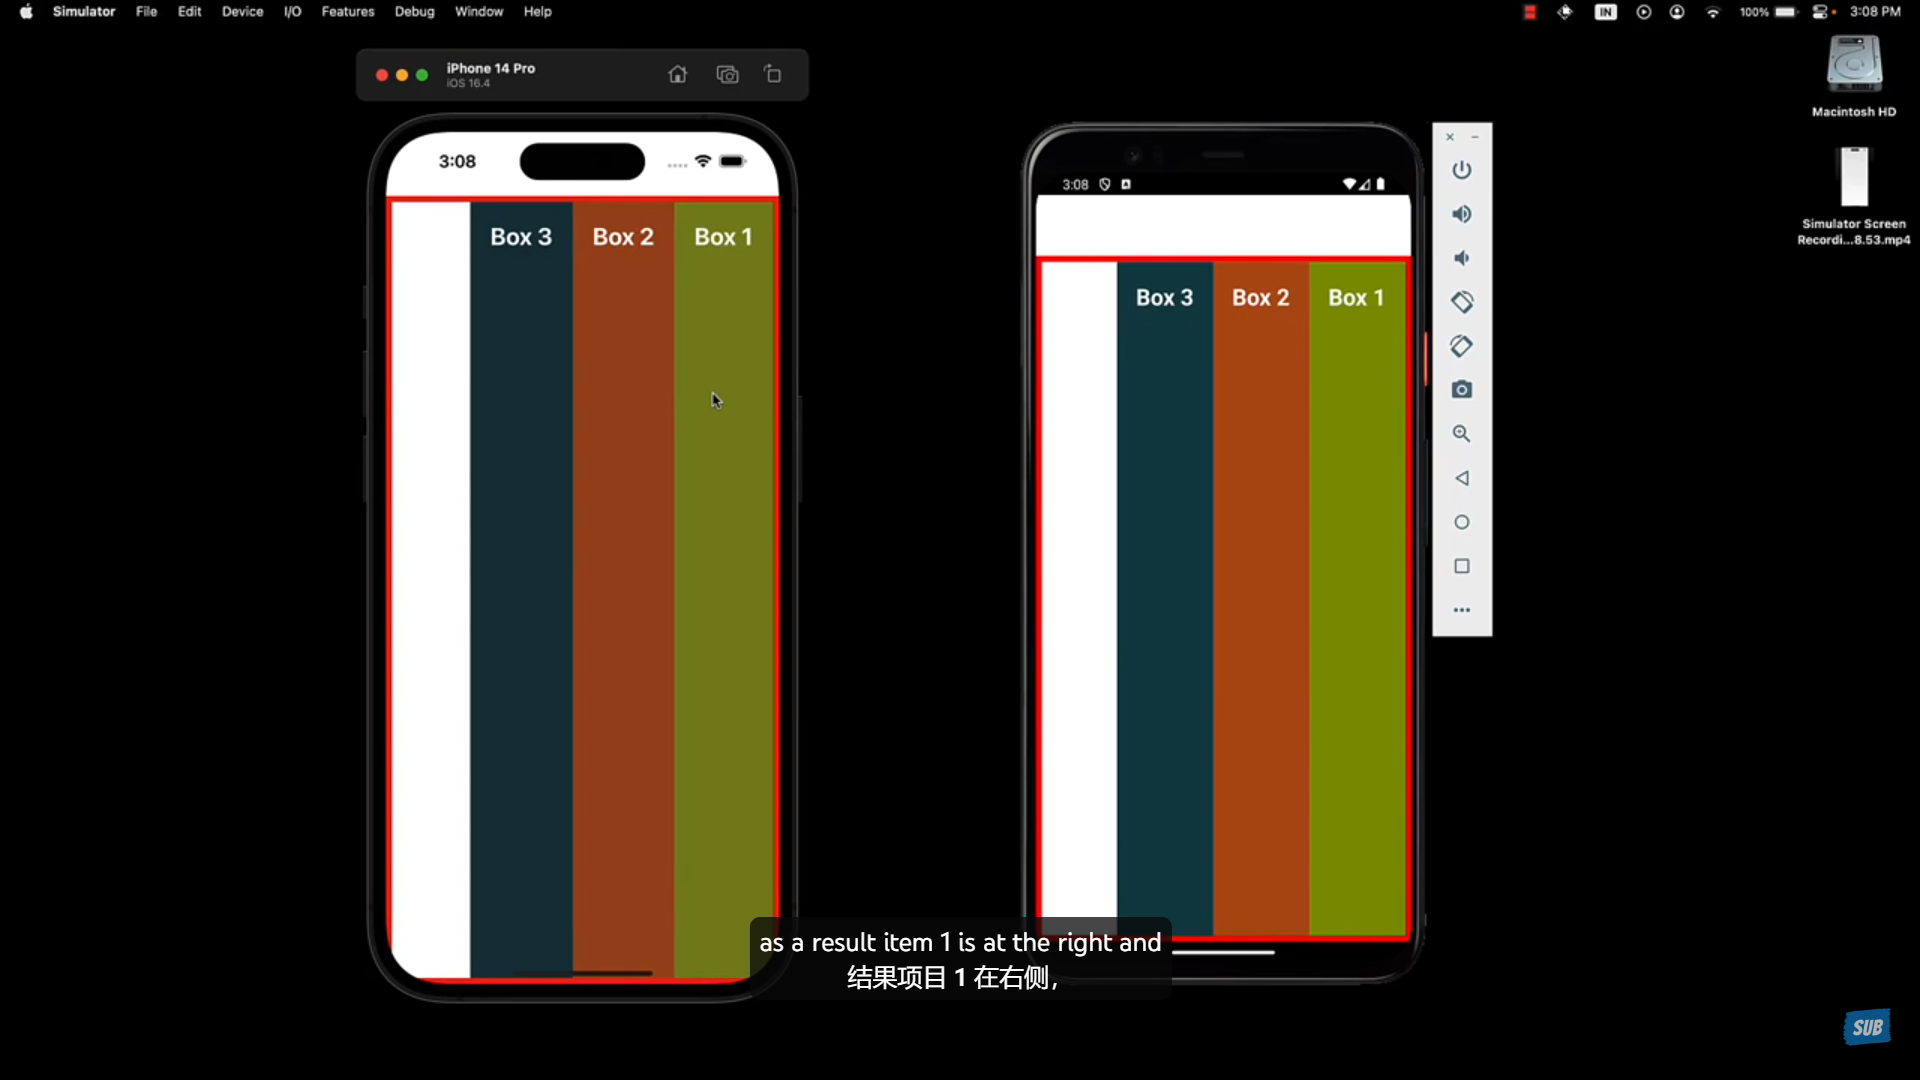 Simulator File Edit Device I/O Features Debug Window Help
IN 100% 3:08 PM
iPhone 14 Pro
iOS 16.4
Macintosh HD
Simulator Screen
Recordi...8.53.mp4
3:08
Box 3 Box 2 Box 1
3:08
Box 3 Box 2 Box 1
as a result item 1 is at the right and
结果项目 1 在右侧，
SUB